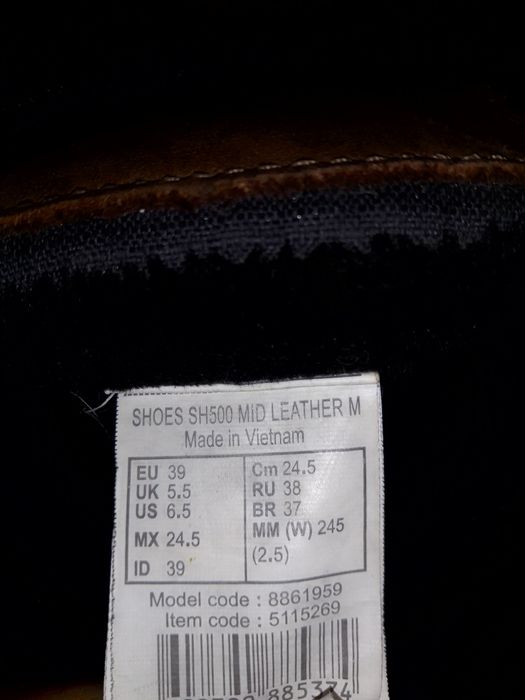 SHOES SH500 MID LEATHER M
Made in Vietnam
EU 39
UK 5.5
US 6.5
MX 24.5
ID 39
Cm 24.5
RU 38
BR 37
MM (W) 245
(2.5)
Model code : 8861959
Item code : 5115269
885374